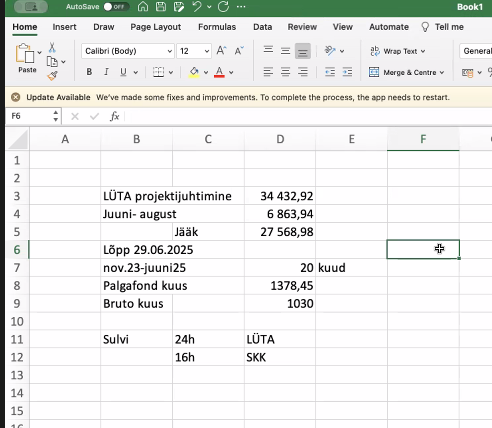 AutoSave OFF Book1
Home Insert Draw Page Layout Formulas Data Review View Automate Tell me
Paste Calibri (Body) 12 A A ab Wrap Text General
B I U A Merge & Centre
Update Available We've made some fixes and improvements. To complete the process, the app needs to restart.
F6 fx
A B C D E F
1
2
3 LÜTA projektijuhtimine 34 432,92
4 Juuni- august 6 863,94
5 Jääk 27 568,98
6 Lõpp 29.06.2025
7 nov.23-juuni25 20 kuud
8 Palgafond kuus 1378,45
9 Bruto kuus 1030
10
11 Sulvi 24h LÜTA
12 16h SKK
13
14
15
16